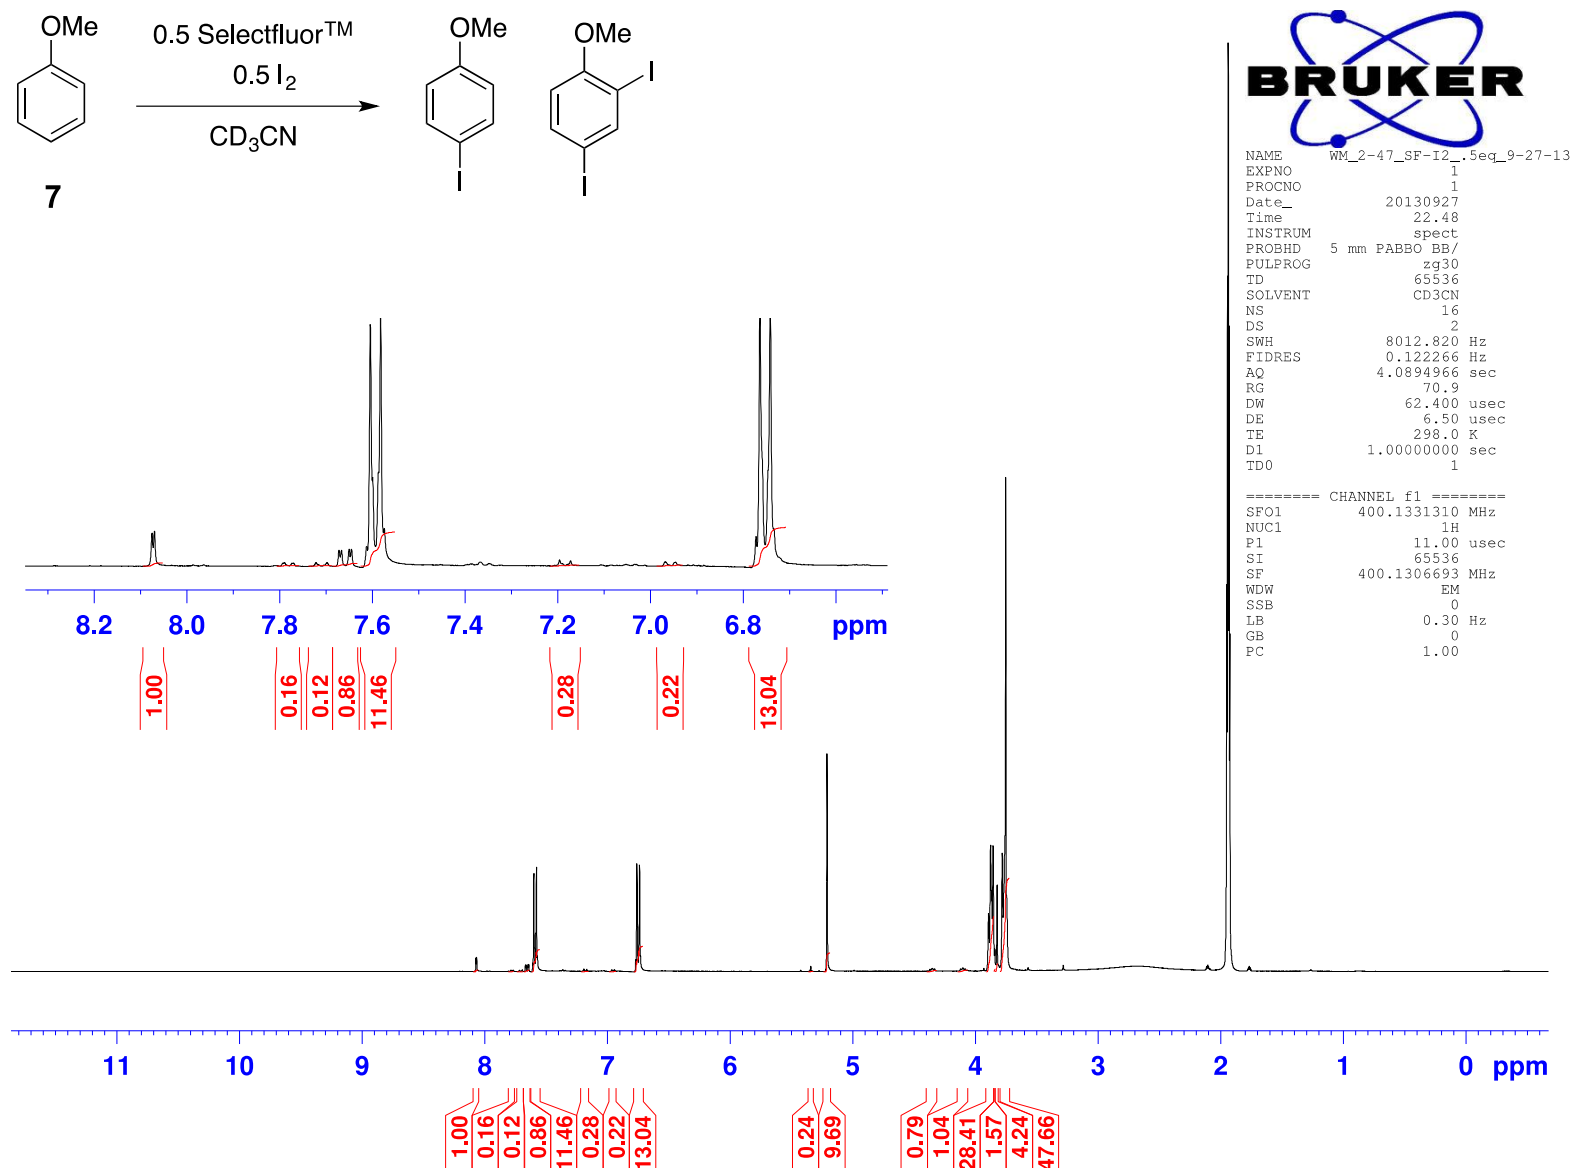 OMe
0.5 Selectfluor™
0.5 I2
CD3CN
7
OMe
I
OMe
I
I
BRUKER
NAME WM_2-47_SF-I2_.5eq_9-27-13
EXPNO 1
PROCNO 1
Date_ 20130927
Time 22.48
INSTRUM spect
PROBHD 5 mm PABBO BB/
PULPROG zg30
TD 65536
SOLVENT CD3CN
NS 16
DS 2
SWH 8012.820 Hz
FIDRES 0.122266 Hz
AQ 4.0894966 sec
RG 70.9
DW 62.400 usec
DE 6.50 usec
TE 298.0 K
D1 1.00000000 sec
TD0 1
======== CHANNEL f1 ========
SFO1 400.1331310 MHz
NUC1 1H
P1 11.00 usec
SI 65536
SF 400.1306693 MHz
WDW EM
SSB 0
LB 0.30 Hz
GB 0
PC 1.00
8.2 8.0 7.8 7.6 7.4 7.2 7.0 6.8 ppm
1.00 0.16 0.12 0.86 11.46 0.28 0.22 13.04
11 10 9 8 7 6 5 4 3 2 1 0 ppm
1.00 0.16 0.12 0.86 11.46 0.28 0.22 13.04 0.24 9.69 0.79 1.04 28.41 1.57 4.24 47.66